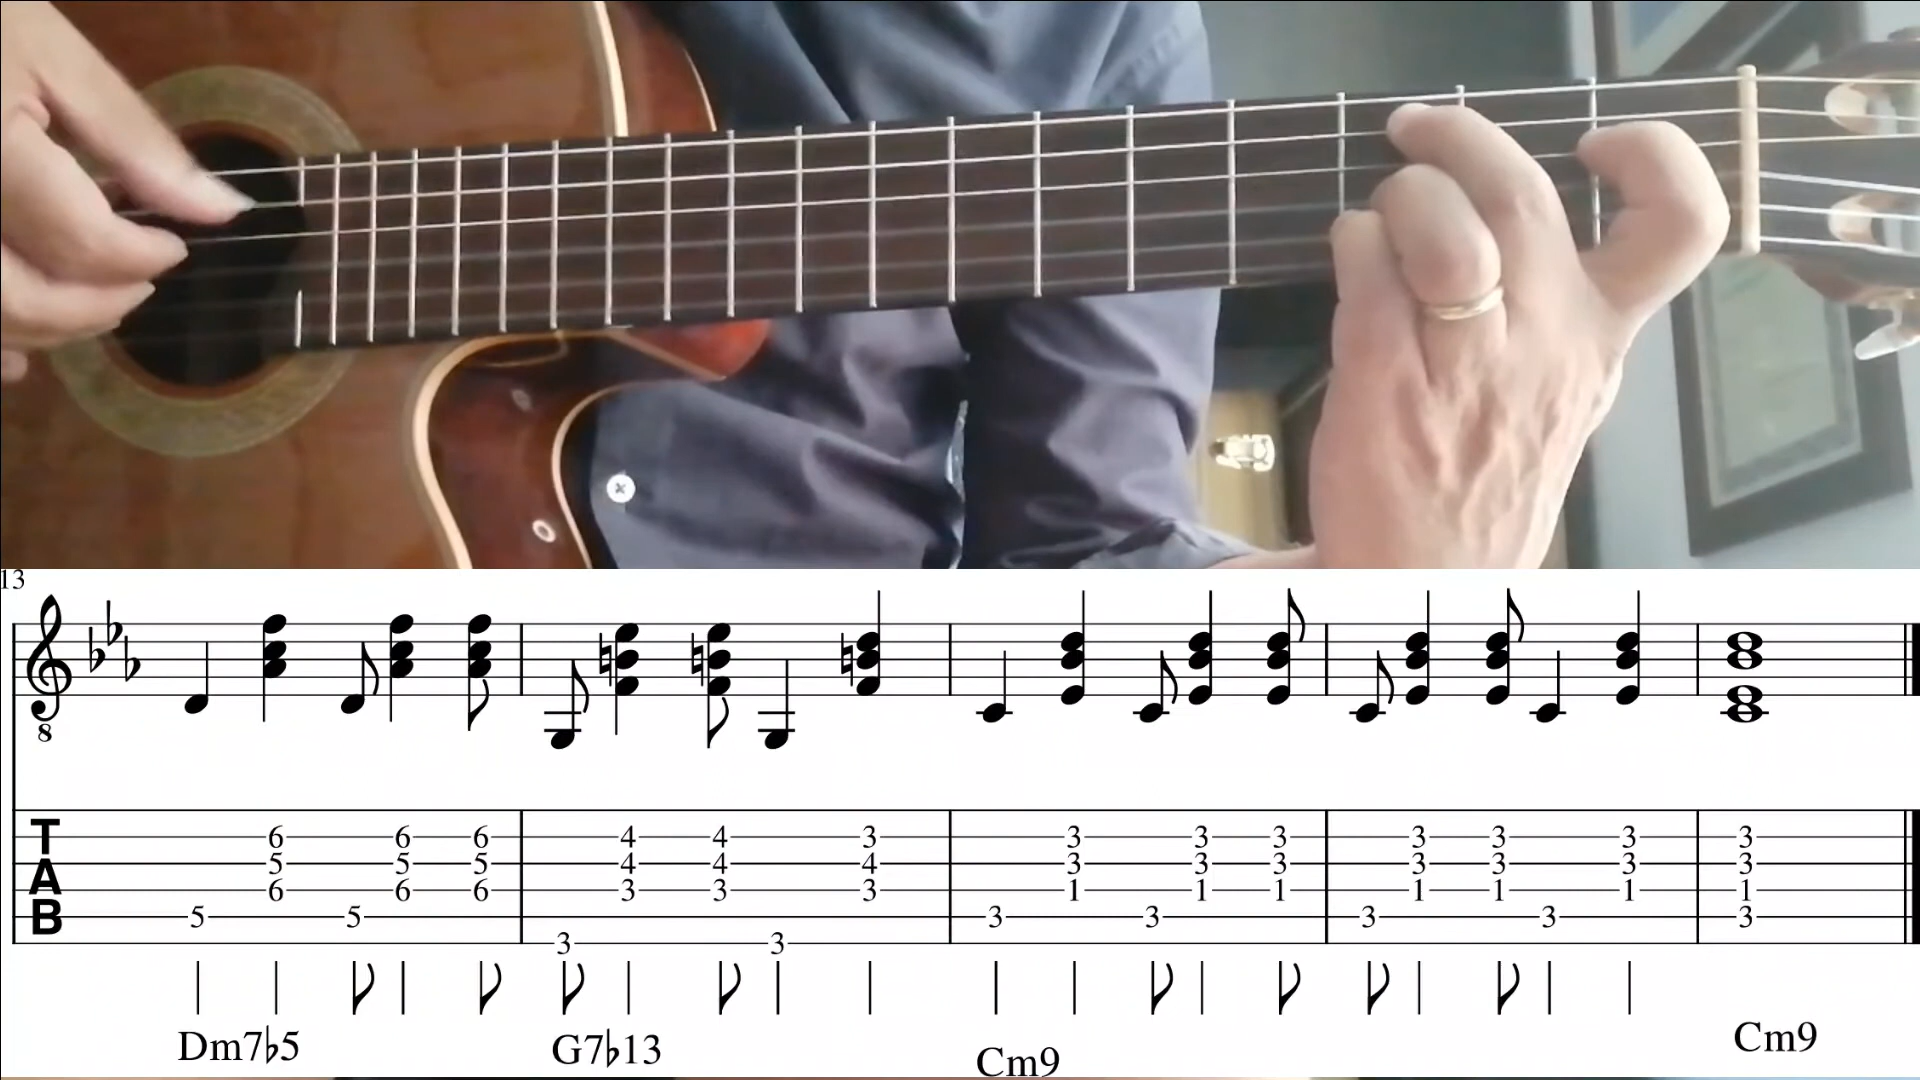 13
8
T 6 6 6 4 4 3 3 3 3 3 3 3 3
A 5 5 5 4 4 4 3 3 3 3 3 3 3
6 6 6 3 3 3 1 1 1 1 1 1 1
B 5 5 3 3 3 3 3
3 3
Dm7♭5 G7♭13 Cm9 Cm9